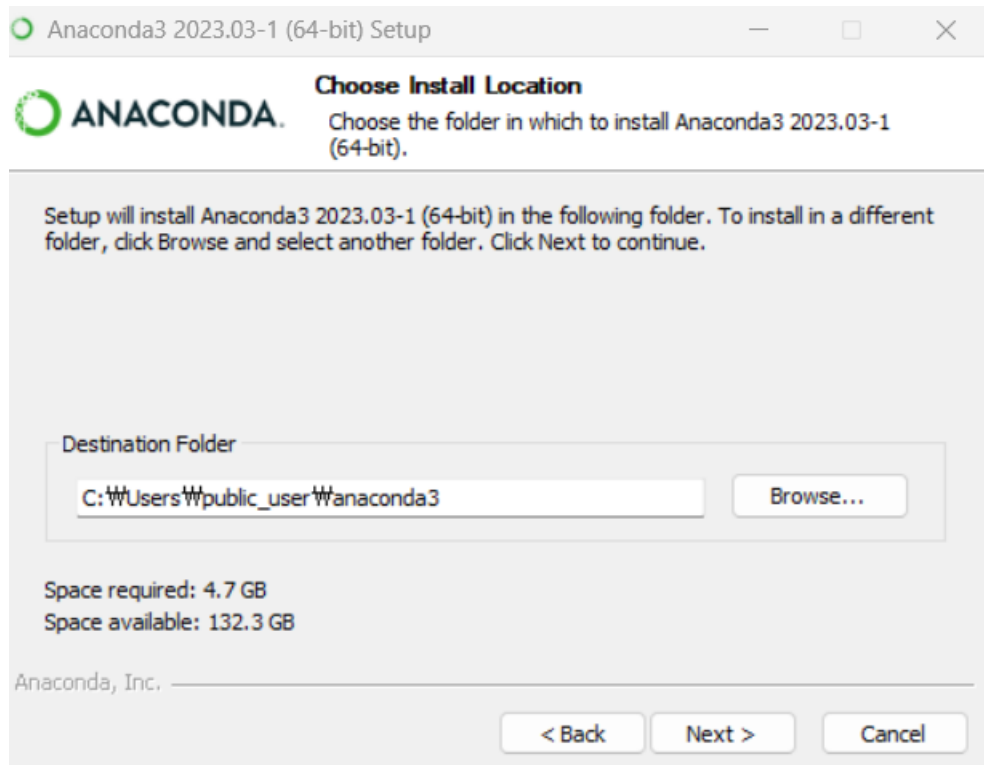 Anaconda3 2023.03-1 (64-bit) Setup
ANACONDA.
Choose Install Location
Choose the folder in which to install Anaconda3 2023.03-1
(64-bit).
Setup will install Anaconda3 2023.03-1 (64-bit) in the following folder. To install in a different
folder, click Browse and select another folder. Click Next to continue.
Destination Folder
C:₩Users₩public_user₩anaconda3
Browse...
Space required: 4.7 GB
Space available: 132.3 GB
Anaconda, Inc.
< Back
Next >
Cancel